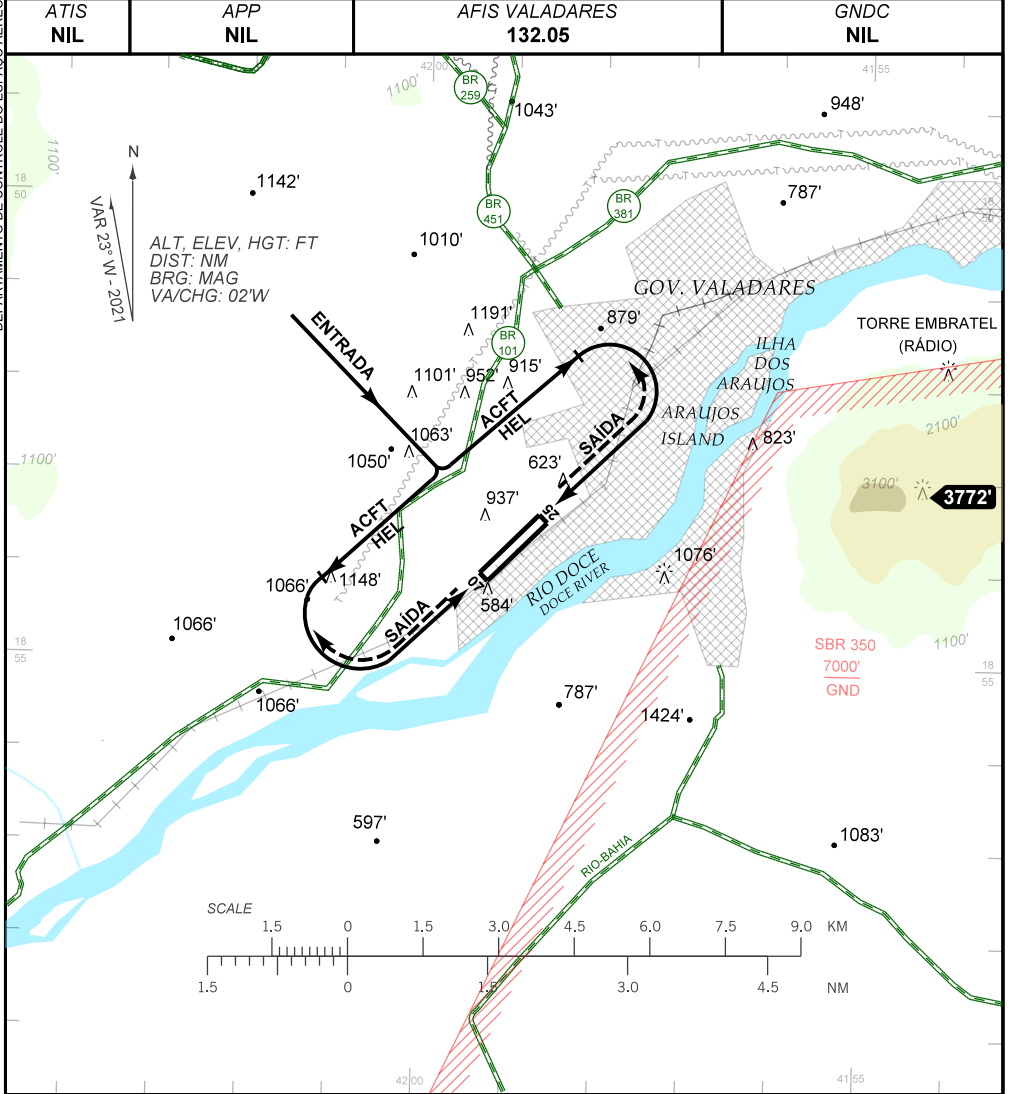 ATIS
NIL
APP
NIL
AFIS VALADARES
132.05
GNDC
NIL
42 00
41 55
1100'
BR
259
1043'
948'
1100'
N
1142'
18
50
BR
451
BR
381
787'
18
50
VAR 23° W - 2021
ALT, ELEV, HGT: FT
DIST: NM
BRG: MAG
VA/CHG: 02'W
1010'
GOV. VALADARES
ENTRADA
1191'
879'
BR
101
TORRE EMBRATEL
(RÁDIO)
ILHA
DOS
ARAUJOS
1101'
952'
915'
ACFT
HEL
SAÍDA
ARAUJOS
ISLAND
2100'
1063'
1050'
823'
1100'
623'
3100'
3772'
937'
ACFT
HEL
25
1076'
1066'
1148'
07
584'
RIO DOCE
DOCE RIVER
SAÍDA
1066'
18
55
SBR 350
7000'
GND
1100'
18
55
1066'
787'
1424'
597'
1083'
RIO-BAHIA
SCALE
1.5 0 1.5 3.0 4.5 6.0 7.5 9.0 KM
1.5 0 1.5 3.0 4.5 NM
42 00
41 55